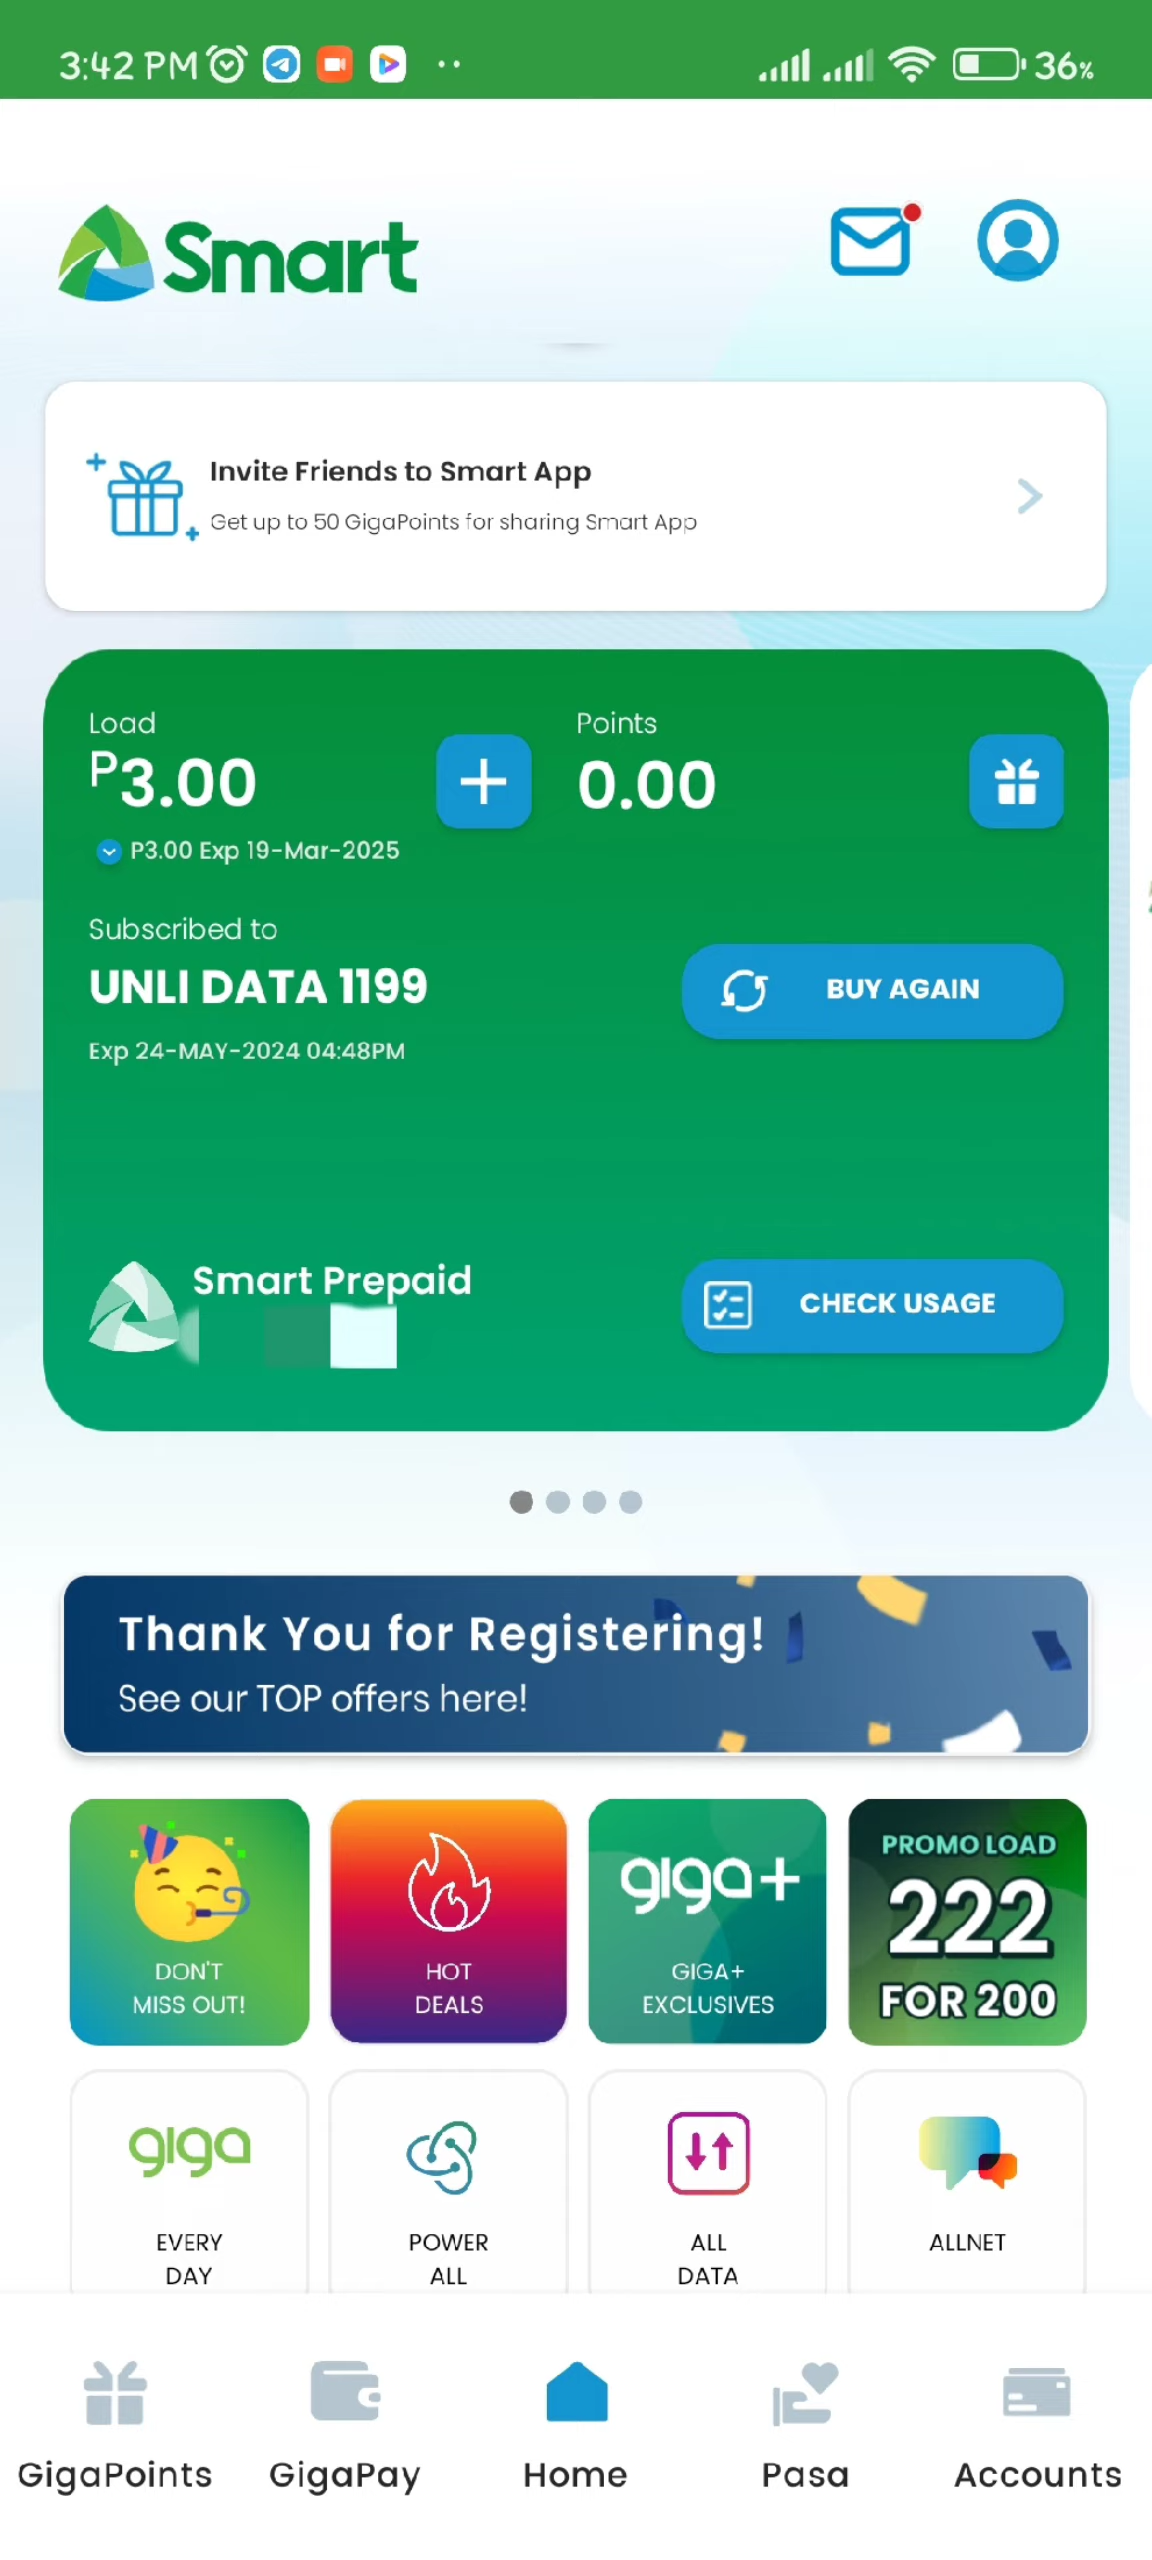 3:42 PM
36%
Smart
Invite Friends to Smart App
Get up to 50 GigaPoints for sharing Smart App
Load
P3.00
P3.00 Exp 19-Mar-2025
Points
0.00
Subscribed to
UNLI DATA 1199
Exp 24-MAY-2024 04:48PM
BUY AGAIN
Smart Prepaid
CHECK USAGE
Thank You for Registering!
See our TOP offers here!
DON'T
MISS OUT!
HOT
DEALS
giga+
GIGA+
EXCLUSIVES
PROMO LOAD
222
FOR 200
giga
EVERY
DAY
POWER
ALL
ALL
DATA
ALLNET
GigaPoints
GigaPay
Home
Pasa
Accounts